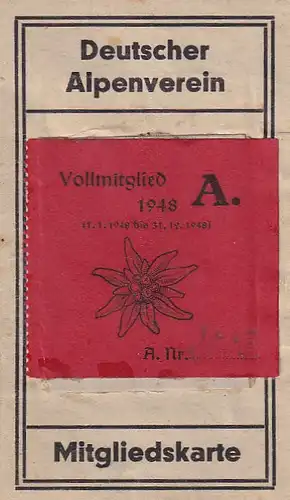 Deutscher
Alpenverein
Vollmitglied
1948 A.
(1.1.1948 bis 31.12.1948)
A. Nr.
Mitgliedskarte